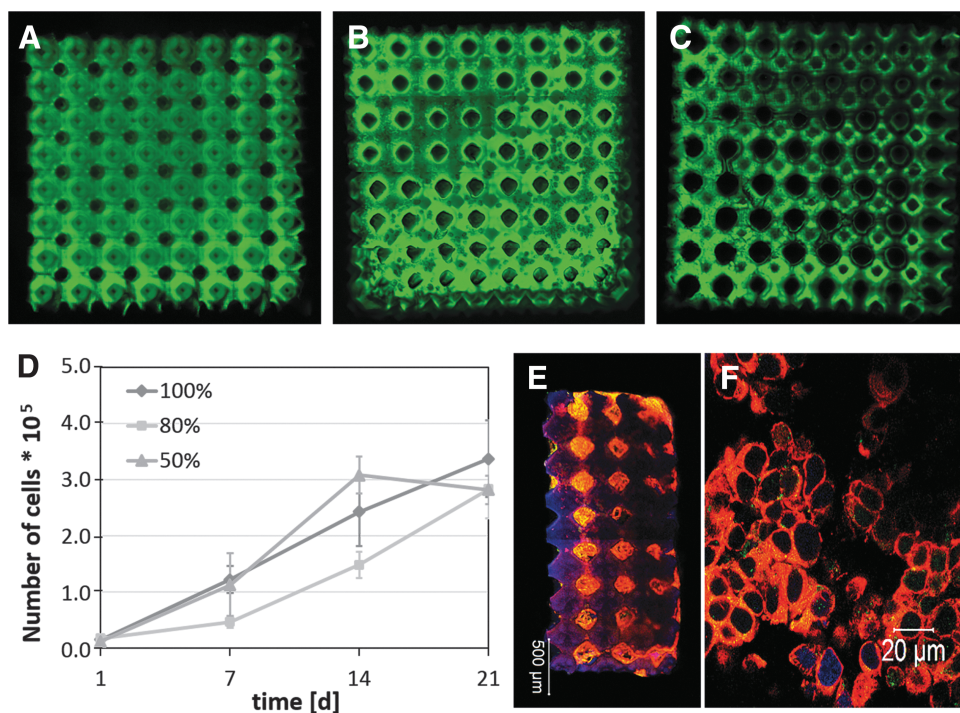 A
B
C
D
5.0
4.0
3.0
2.0
1.0
0.0
Number of cells * 10⁵
100%
80%
50%
1 7 14 21
time [d]
E
500 µm
F
20 µm